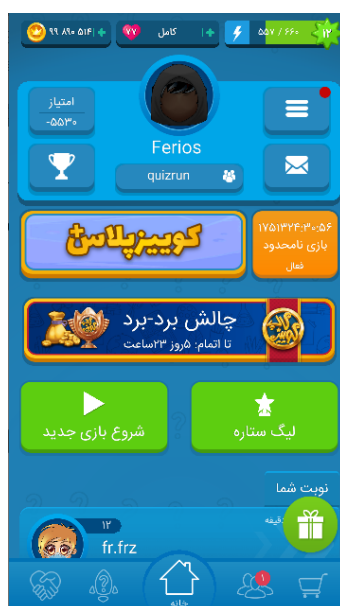 ۹۹ ۸۹۰ ۵۱۴
۷۷ کامل
۵۵۷ / ۶۶۰ ۱۲
امتیاز
-۵۵۳۰
Ferios
quizrun
کوییزپلاس+
۱۷۵۱۳۲۴:۳۰:۵۶
بازی نامحدود
فعال
چالش برد-برد
تا اتمام: ۵روز ۲۳ساعت
شروع بازی جدید
لیگ ستاره
نوبت شما
۱۲
fr.frz
۱
خانه